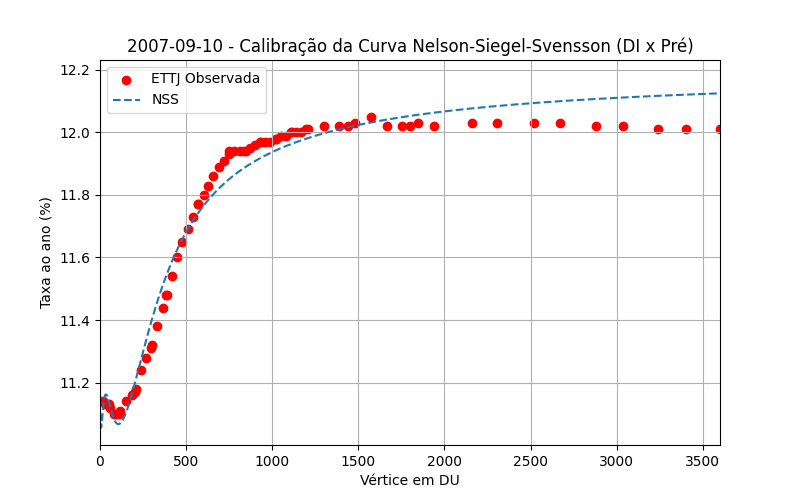 2007-09-10 - Calibração da Curva Nelson-Siegel-Svensson (DI x Pré)
ETTJ Observada
NSS
Taxa ao ano (%)
12.2
12.0
11.8
11.6
11.4
11.2
0 500 1000 1500 2000 2500 3000 3500
Vértice em DU